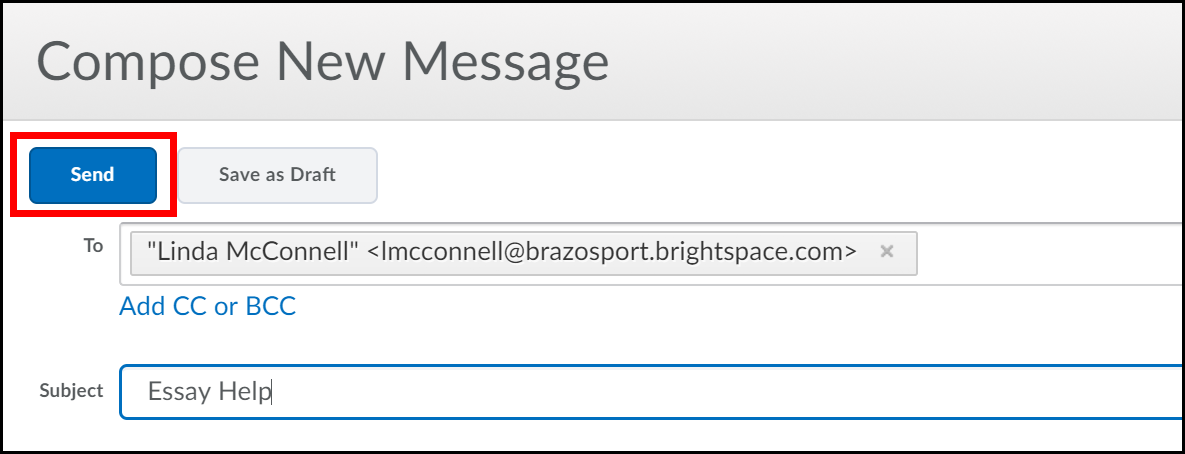 Compose New Message
Send Save as Draft
To "Linda McConnell" <lmcconnell@brazosport.brightspace.com> ×
Add CC or BCC
Subject Essay Help